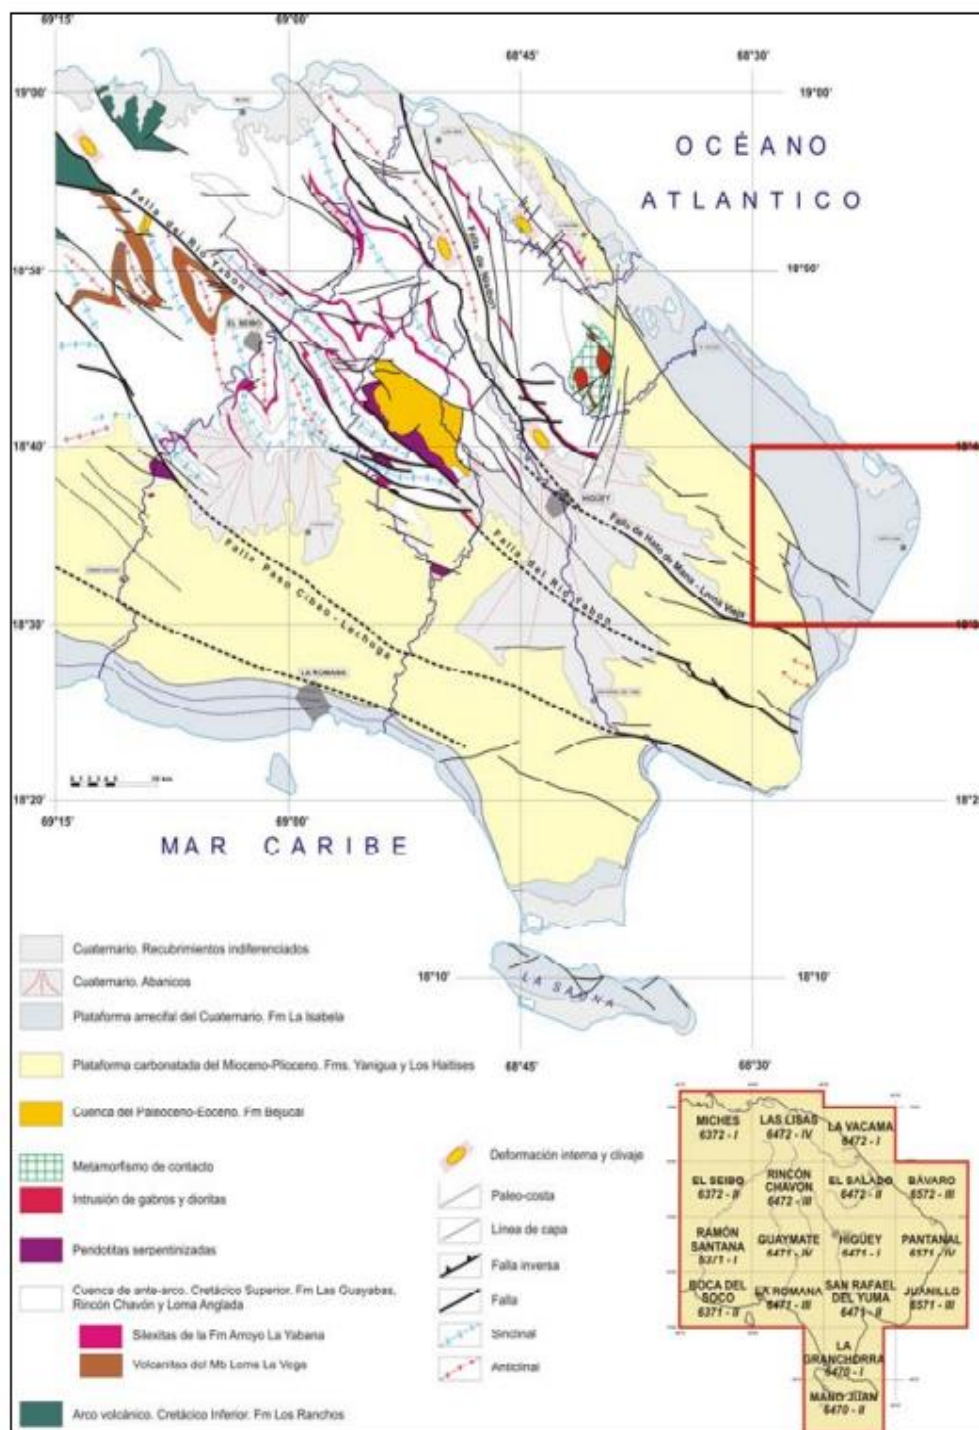 69°15'
69°00'
68°45'
68°30'
19°00'
19°00'
OCÉANO
ATLANTICO
Falla del Río Yabón
18°50'
EL SEIBO
18°40'
HIGÜEY
Falla de Hato de Mana - Loma Vieja
Falla del Río Yabon
Falla Paso Cibao-Lechuga
18°30'
LA ROMANA
18°20'
69°15'
69°00'
MAR CARIBE
18°10'
LA SAONA
18°10'
68°45'
68°30'
Cuaternario. Recubrimientos indiferenciados
Cuaternario. Abanicos
Plataforma arrecifal del Cuaternario. Fm La Isabela
Plataforma carbonatada del Mioceno-Plioceno. Fms. Yanigua y Los Haitises
Cuenca del Paleoceno-Eoceno. Fm Bejucal
Metamorfismo de contacto
Intrusión de gabros y dioritas
Peridotitas serpentinizadas
Cuenca de ante-arco. Cretácico Superior. Fm Las Guayabas,
Rincón Chavón y Loma Anglada
Silexitas de la Fm Arroyo La Yabana
Volcanitas del Mb Loma La Vega
Arco volcánico. Cretácico Inferior. Fm Los Ranchos
Deformación interna y clivaje
Paleo-costa
Línea de capa
Falla inversa
Falla
Sinclinal
Anticlinal
MICHES
6372 - I
LAS LISAS
6472 - IV
LA VACAMA
6472 - I
EL SEIBO
6372 - II
RINCÓN
CHAVON
6472 - III
EL SALADO
6472 - II
BÁVARO
6572 - III
RAMÓN
SANTANA
6371 - I
GUAYMATE
6471 - IV
HIGÜEY
6471 - I
PANTANAL
6571 - IV
BOCA DEL
SOCO
6371 - II
LA ROMANA
6471 - III
SAN RAFAEL
DEL YUMA
6471 - II
JUANILLO
6571 - III
LA
GRANCHORRA
6470 - I
MANO JUAN
6470 - II